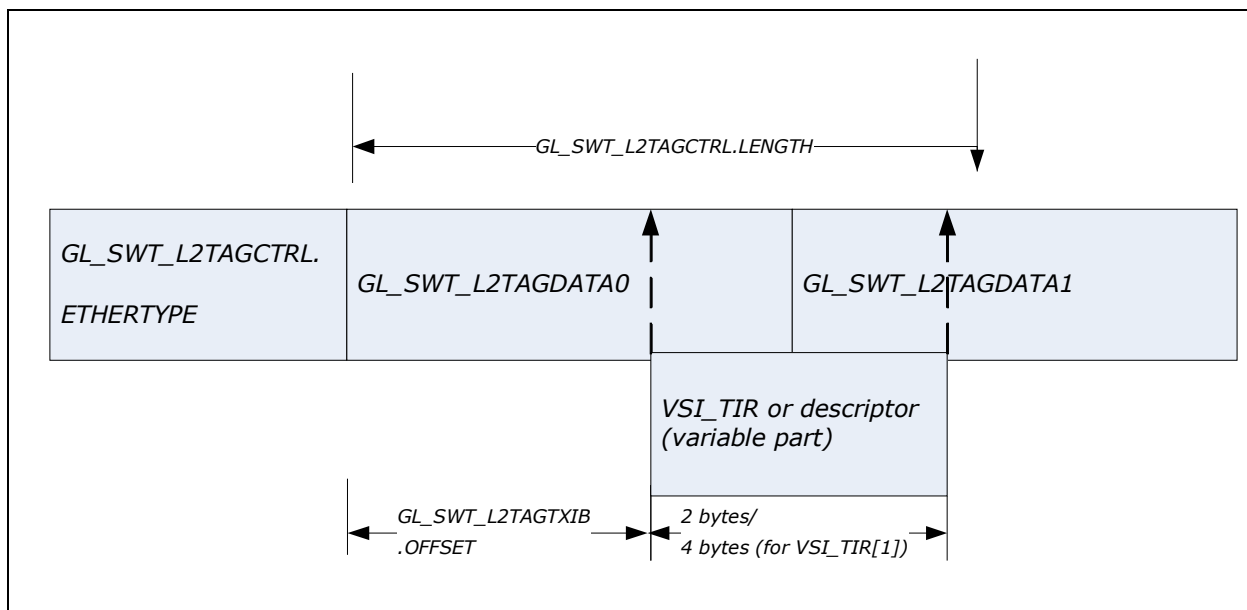 GL_SWT_L2TAGCTRL.LENGTH
GL_SWT_L2TAGCTRL.
ETHERTYPE
GL_SWT_L2TAGDATA0
GL_SWT_L2TAGDATA1
VSI_TIR or descriptor
(variable part)
GL_SWT_L2TAGTXIB
.OFFSET
2 bytes/
4 bytes (for VSI_TIR[1])